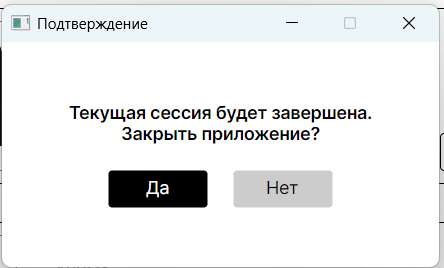 Подтверждение
Текущая сессия будет завершена.
Закрыть приложение?
Да
Нет